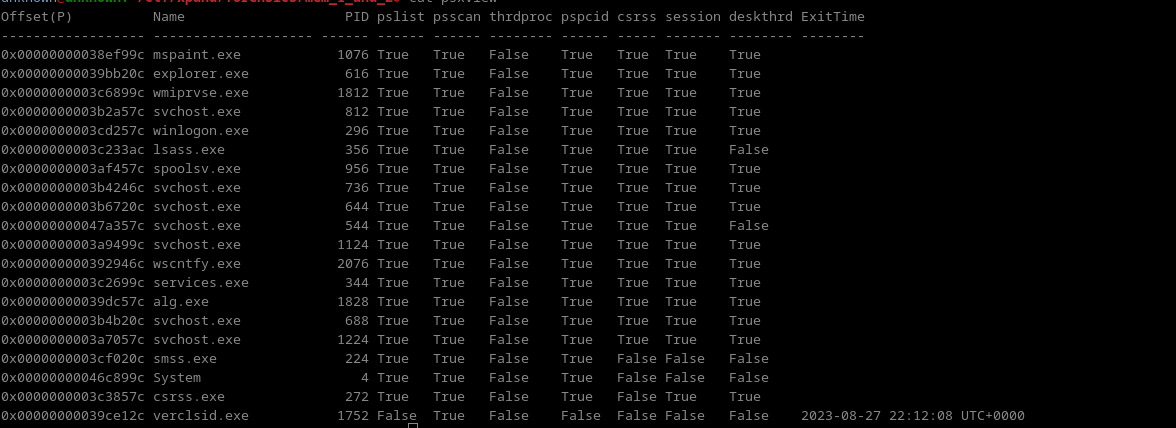 cat psxview
Offset(P)          Name                    PID pslist psscan thrdproc pspcid csrss session deskthrd ExitTime
------------------ -------------------- ------ ------ ------ -------- ------ ----- ------- -------- --------
0x00000000038ef99c mspaint.exe            1076 True   True   False    True   True  True    True
0x00000000039bb20c explorer.exe            616 True   True   False    True   True  True    True
0x0000000003c6899c wmiprvse.exe           1812 True   True   False    True   True  True    True
0x0000000003b2a57c svchost.exe             812 True   True   False    True   True  True    True
0x0000000003cd257c winlogon.exe            296 True   True   False    True   True  True    True
0x0000000003c233ac lsass.exe               356 True   True   False    True   True  True    False
0x0000000003af457c spoolsv.exe             956 True   True   False    True   True  True    True
0x0000000003b4246c svchost.exe             736 True   True   False    True   True  True    True
0x0000000003b6720c svchost.exe             644 True   True   False    True   True  True    True
0x00000000047a357c svchost.exe             544 True   True   False    True   True  True    False
0x0000000003a9499c svchost.exe            1124 True   True   False    True   True  True    True
0x000000000392946c wscntfy.exe            2076 True   True   False    True   True  True    True
0x0000000003c2699c services.exe            344 True   True   False    True   True  True    True
0x00000000039dc57c alg.exe                1828 True   True   False    True   True  True    True
0x0000000003b4b20c svchost.exe             688 True   True   False    True   True  True    True
0x0000000003a7057c svchost.exe            1224 True   True   False    True   True  True    True
0x0000000003cf020c smss.exe                224 True   True   False    True   False False   False
0x00000000046c899c System                    4 True   True   False    True   False False   False
0x0000000003c3857c csrss.exe               272 True   True   False    True   False True    True
0x00000000039ce12c verclsid.exe           1752 False  True   False    False  False False   False    2023-08-27 22:12:08 UTC+0000